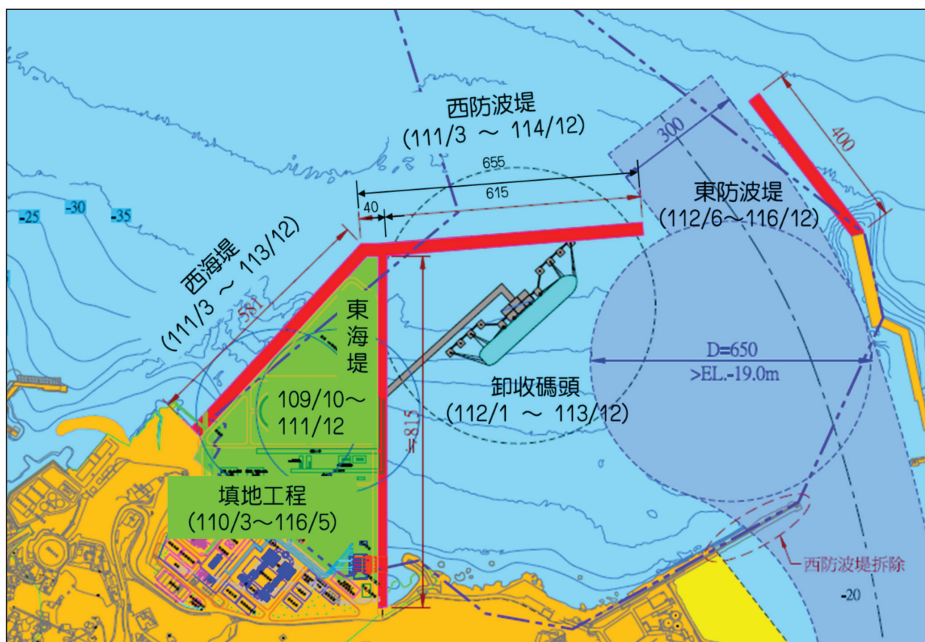 西防波堤
(111/3 ～ 114/12)
655
615
40
300
400
東防波堤
(112/6～116/12)
-25
-30
-35
西海堤
(111/3 ～ 113/12)
581
東海堤
109/10～
111/12
D=650
>EL.-19.0m
卸收碼頭
(112/1 ～ 113/12)
=815
填地工程
(110/3～116/5)
西防波堤拆除
-20